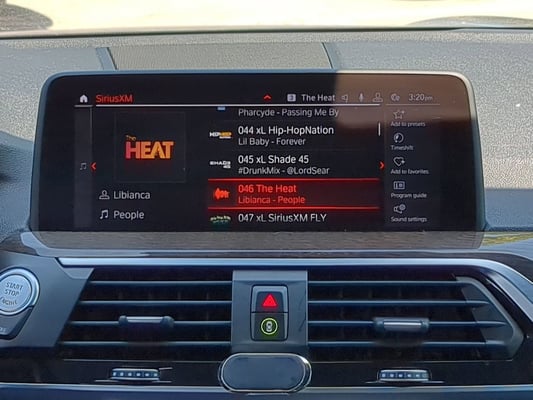 SiriusXM
3 The Heat
3:20pm
Pharcyde - Passing Me By
The HEAT
044 xL Hip-HopNation
Lil Baby - Forever
045 xL Shade 45
#DrunkMix - @LordSear
046 The Heat
Libianca - People
047 xL SiriusXM FLY
Libianca
People
Add to presets
Timeshift
Add to favorites
Program guide
Sound settings
START
STOP
ENGINE